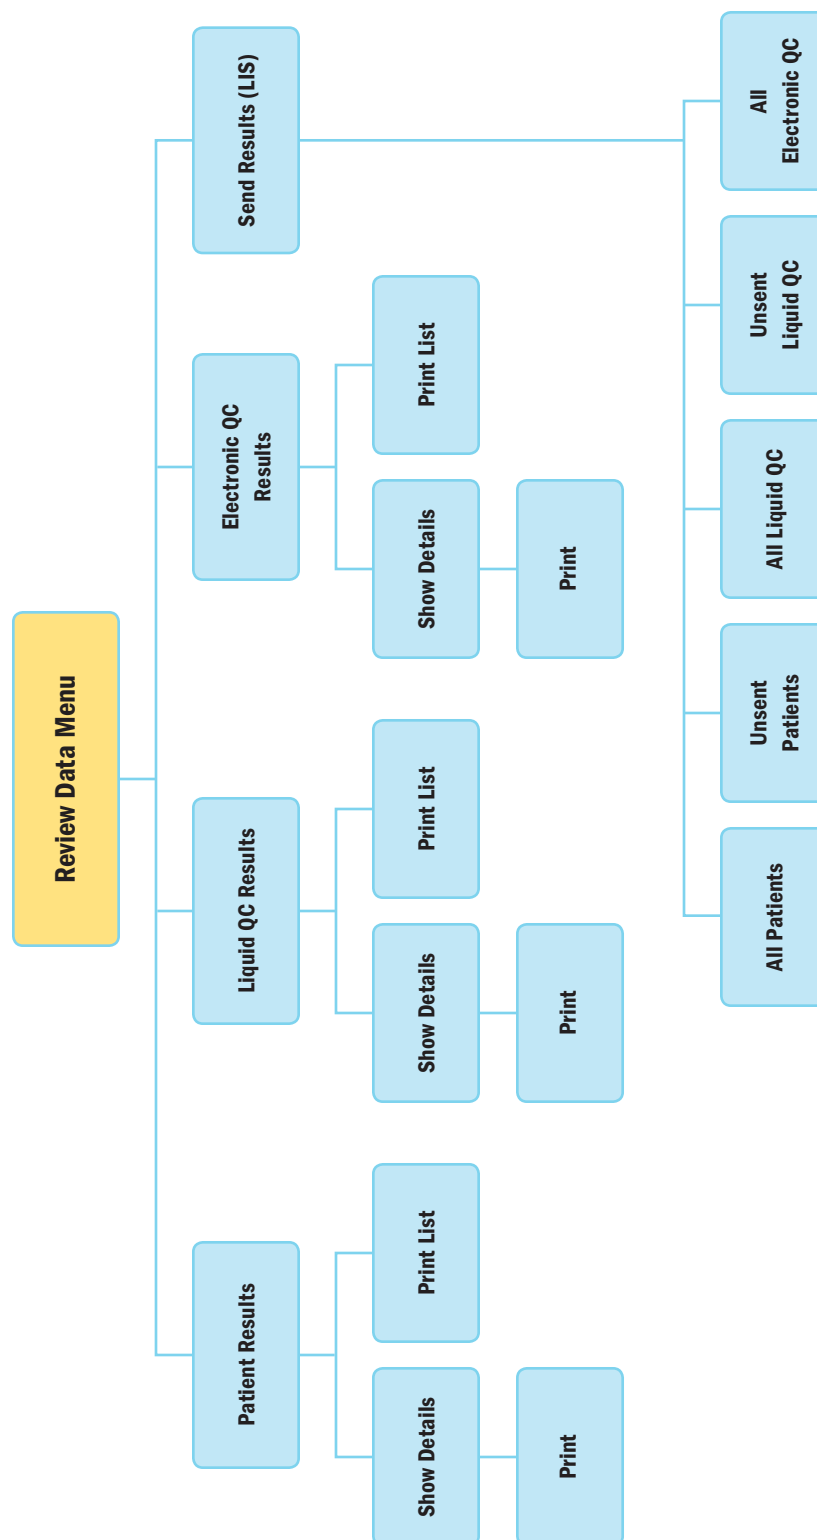 Review Data Menu
Patient Results
Liquid QC Results
Electronic QC
Results
Send Results (LIS)
Show Details
Print List
Show Details
Print List
Show Details
Print List
Print
Print
Print
All Patients
Unsent
Patients
All Liquid QC
Unsent
Liquid QC
All
Electronic QC